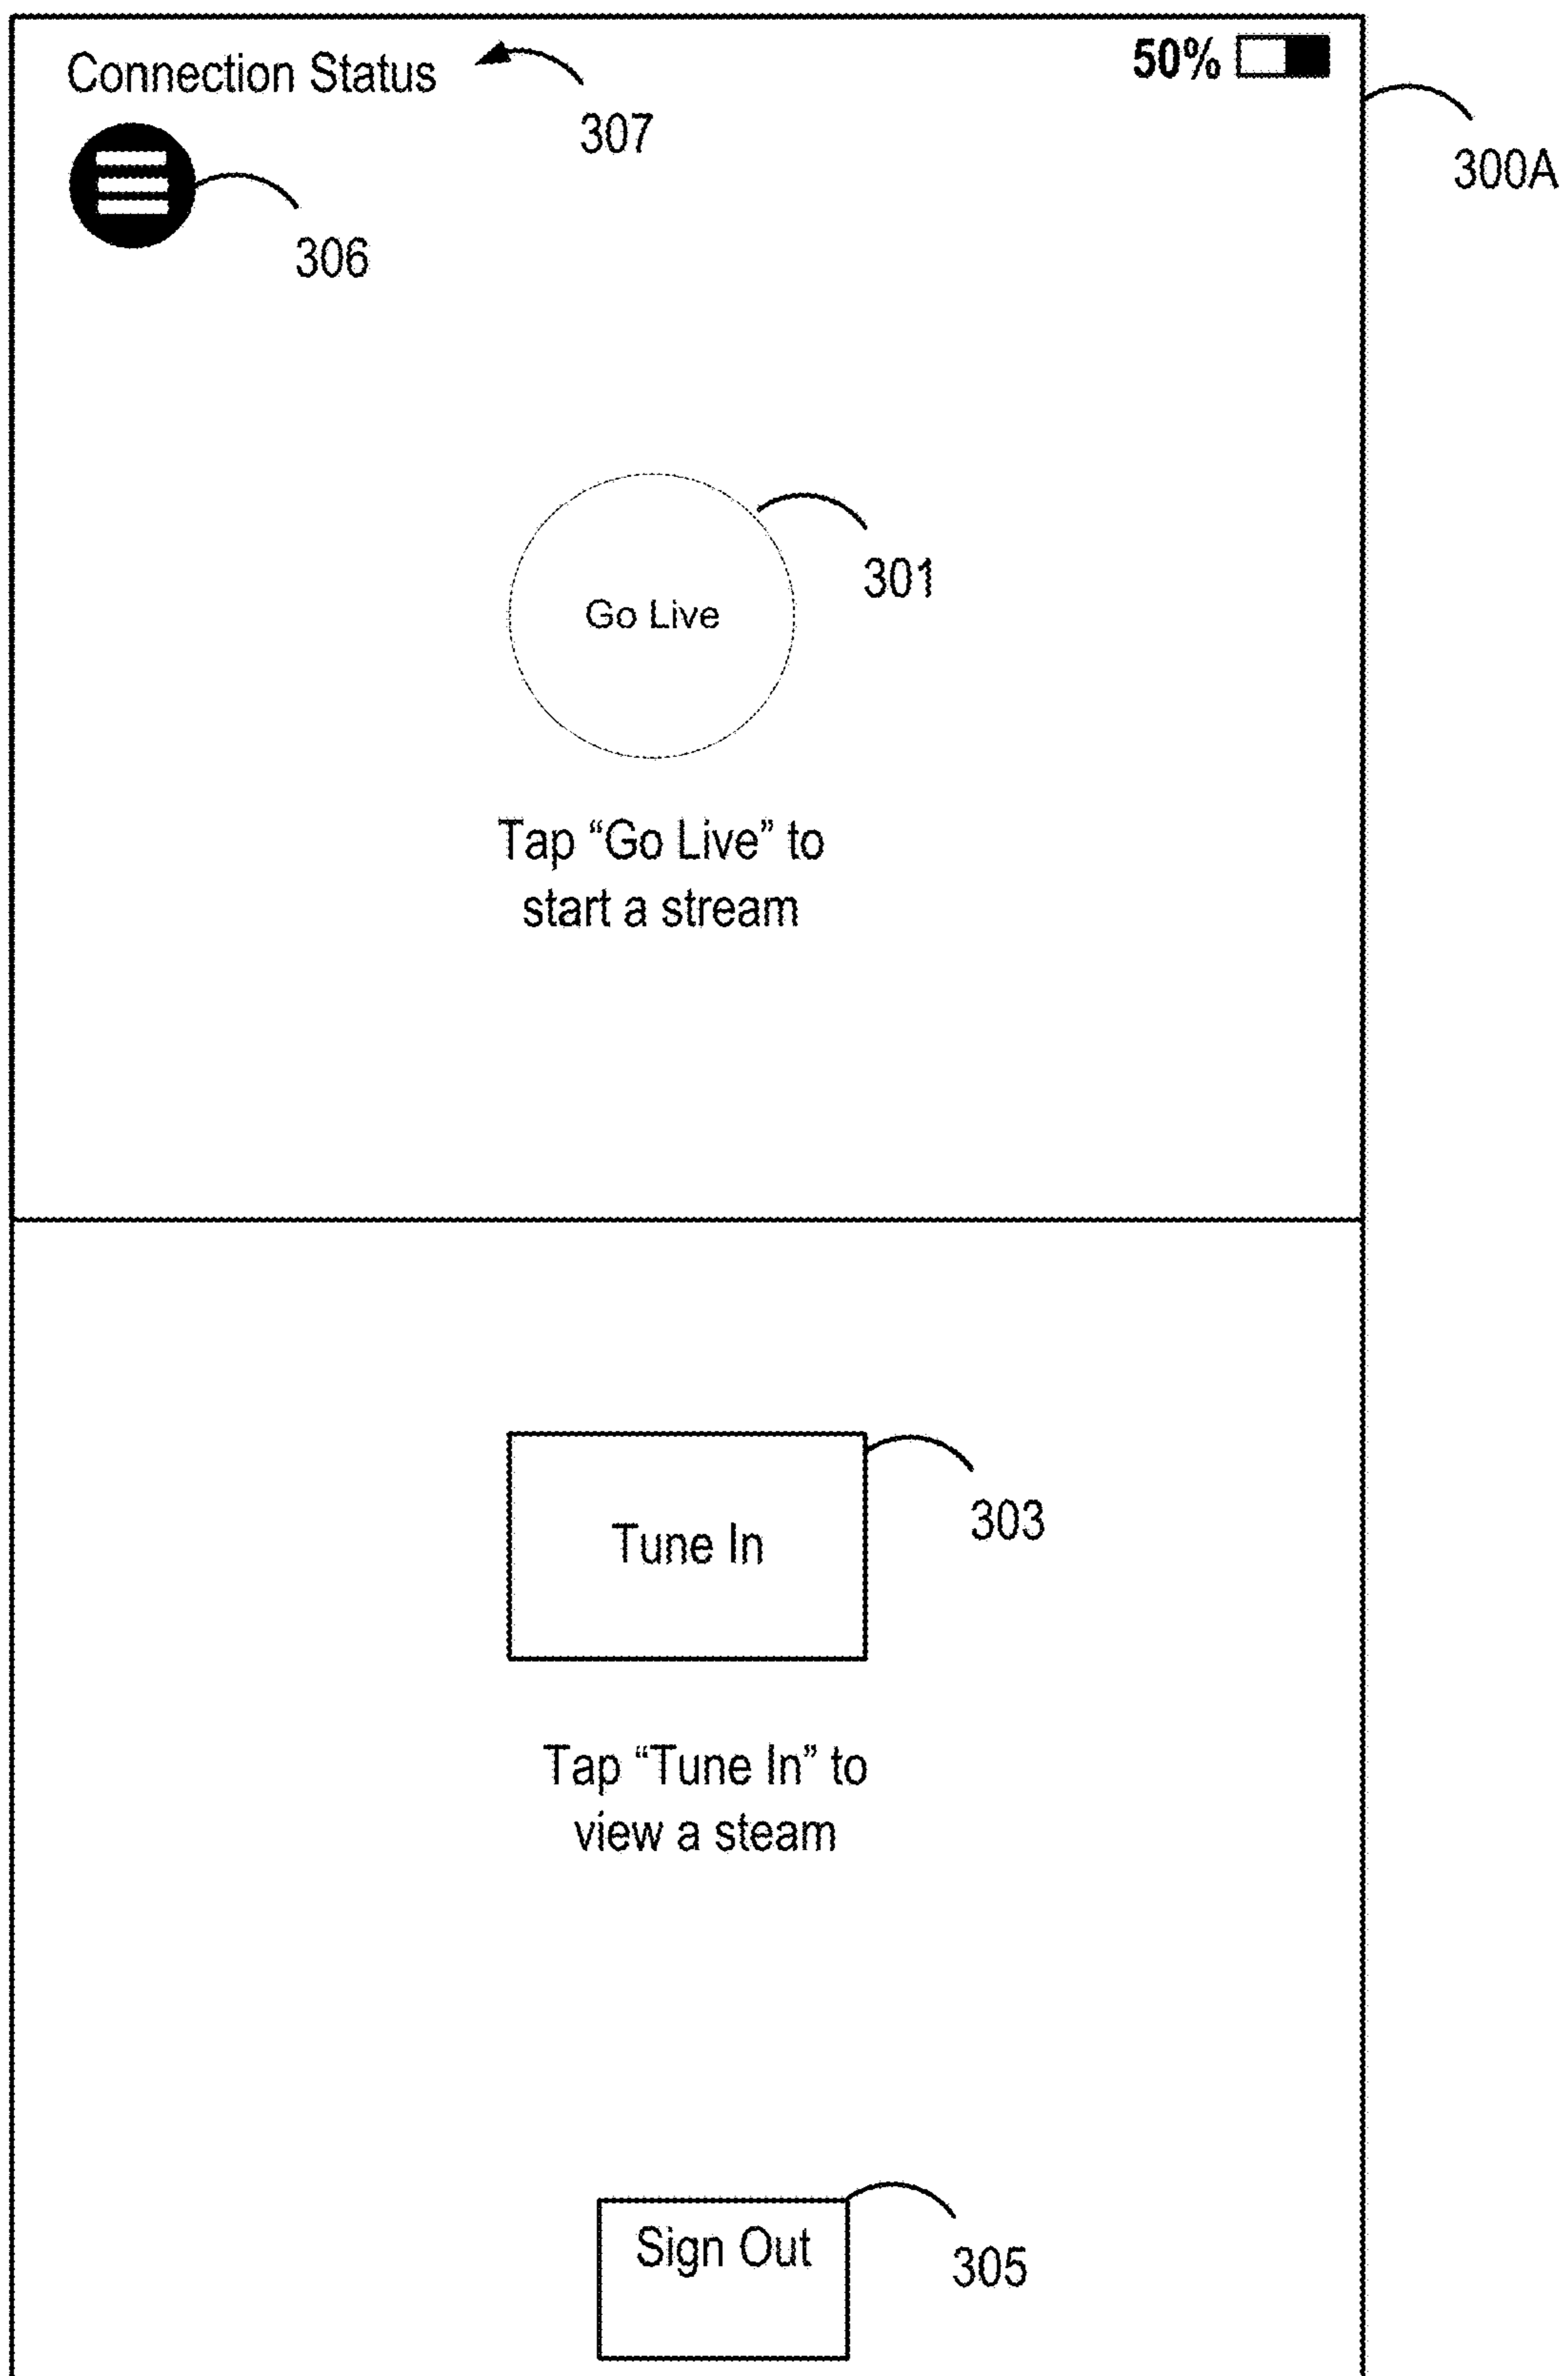 Connection Status
50%
307
300A
306
Go Live
301
Tap “Go Live” to
start a stream
Tune In
303
Tap “Tune In” to
view a steam
Sign Out
305